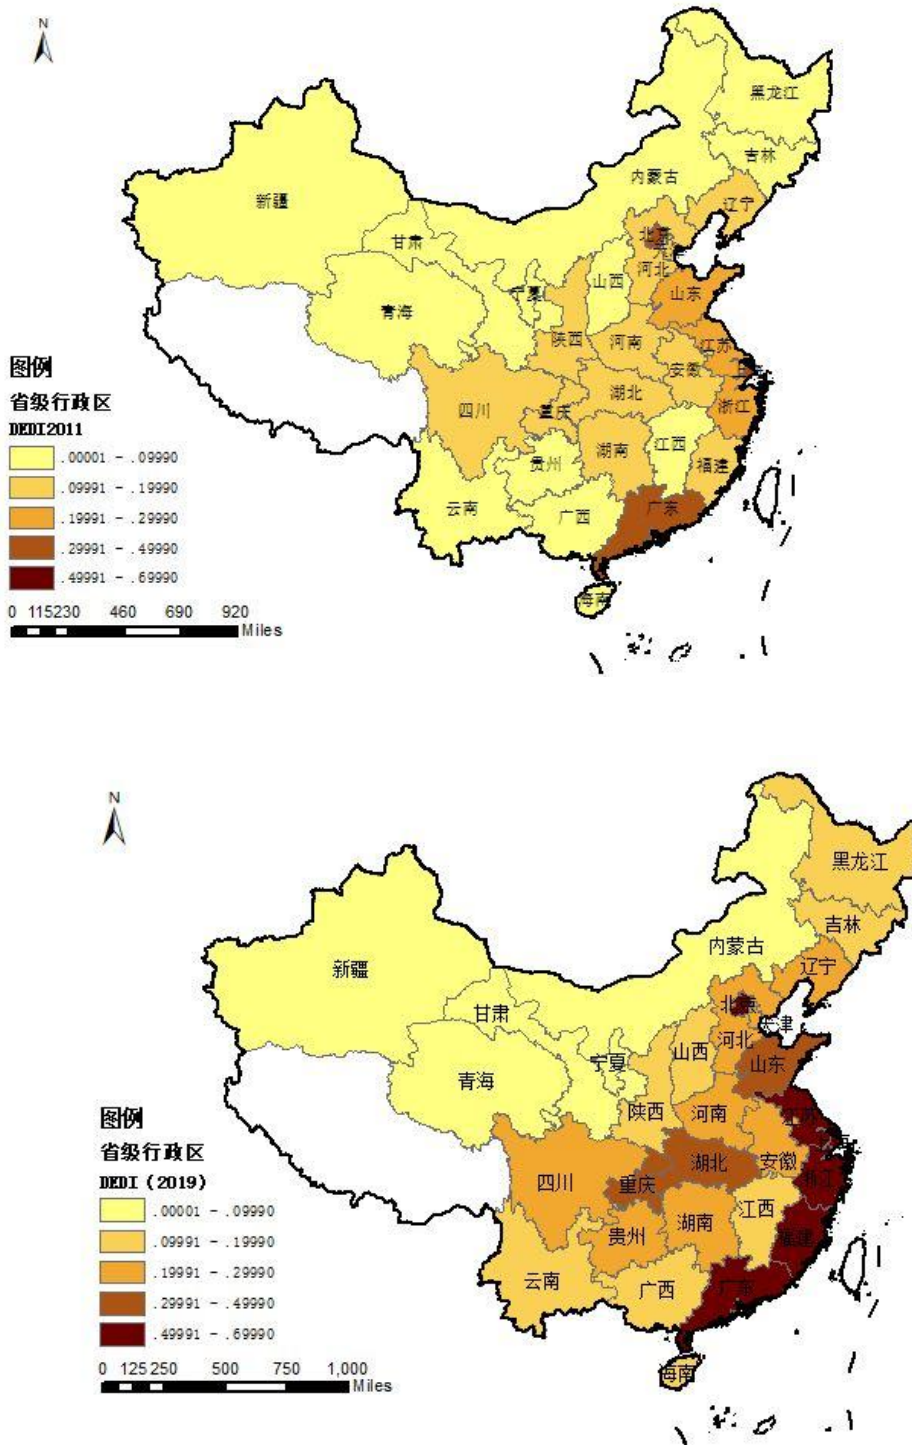 N
黑龙江
吉林
内蒙古
辽宁
新疆
北京
甘肃
河北
山西
宁夏
山东
青海
陕西
河南
江苏
安徽
四川
重庆
湖北
浙江
湖南
江西
贵州
福建
云南
广西
广东
海南
图例
省级行政区
DEDI2011
.00001 - .09990
.09991 - .19990
.19991 - .29990
.29991 - .49990
.49991 - .69990
0 115230 460 690 920
Miles
N
黑龙江
吉林
内蒙古
辽宁
新疆
北京
甘肃
天津
河北
山西
宁夏
山东
青海
陕西
河南
江苏
安徽
湖北
四川
重庆
浙江
江西
湖南
贵州
福建
云南
广西
广东
海南
图例
省级行政区
DEDI (2019)
.00001 - .09990
.09991 - .19990
.19991 - .29990
.29991 - .49990
.49991 - .69990
0 125250 500 750 1,000
Miles